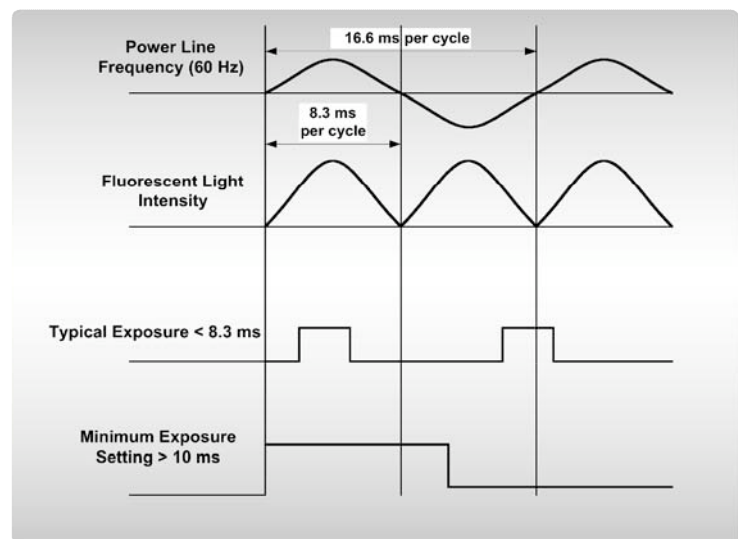 16.6 ms per cycle
Power Line
Frequency (60 Hz)
8.3 ms
per cycle
Fluorescent Light
Intensity
Typical Exposure < 8.3 ms
Minimum Exposure
Setting > 10 ms